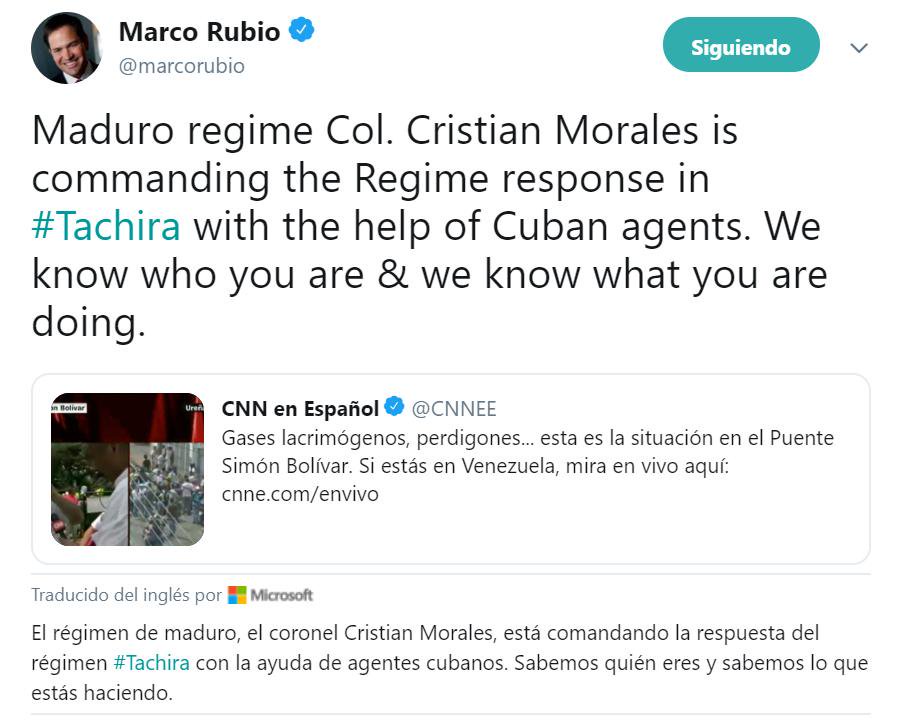 Marco Rubio
@marcorubio
Siguiendo
Maduro regime Col. Cristian Morales is
commanding the Regime response in
#Tachira with the help of Cuban agents. We
know who you are & we know what you are
doing.
ón Bolívar
Ureñ
CNN en Español @CNNEE
Gases lacrimógenos, perdigones... esta es la situación en el Puente
Simón Bolívar. Si estás en Venezuela, mira en vivo aquí:
cnne.com/envivo
Traducido del inglés por Microsoft
El régimen de maduro, el coronel Cristian Morales, está comandando la respuesta del
régimen #Tachira con la ayuda de agentes cubanos. Sabemos quién eres y sabemos lo que
estás haciendo.